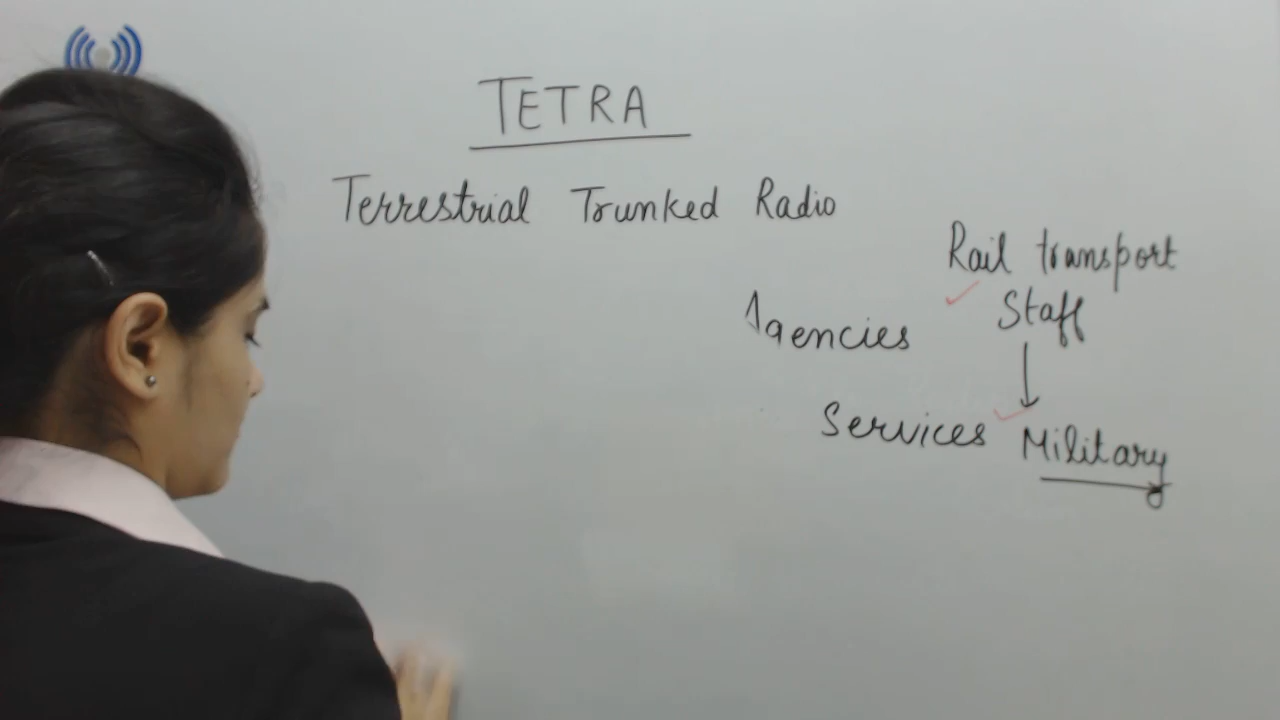 TETRA
Terrestrial Trunked Radio
Rail transport
Staff
Agencies
Services Military